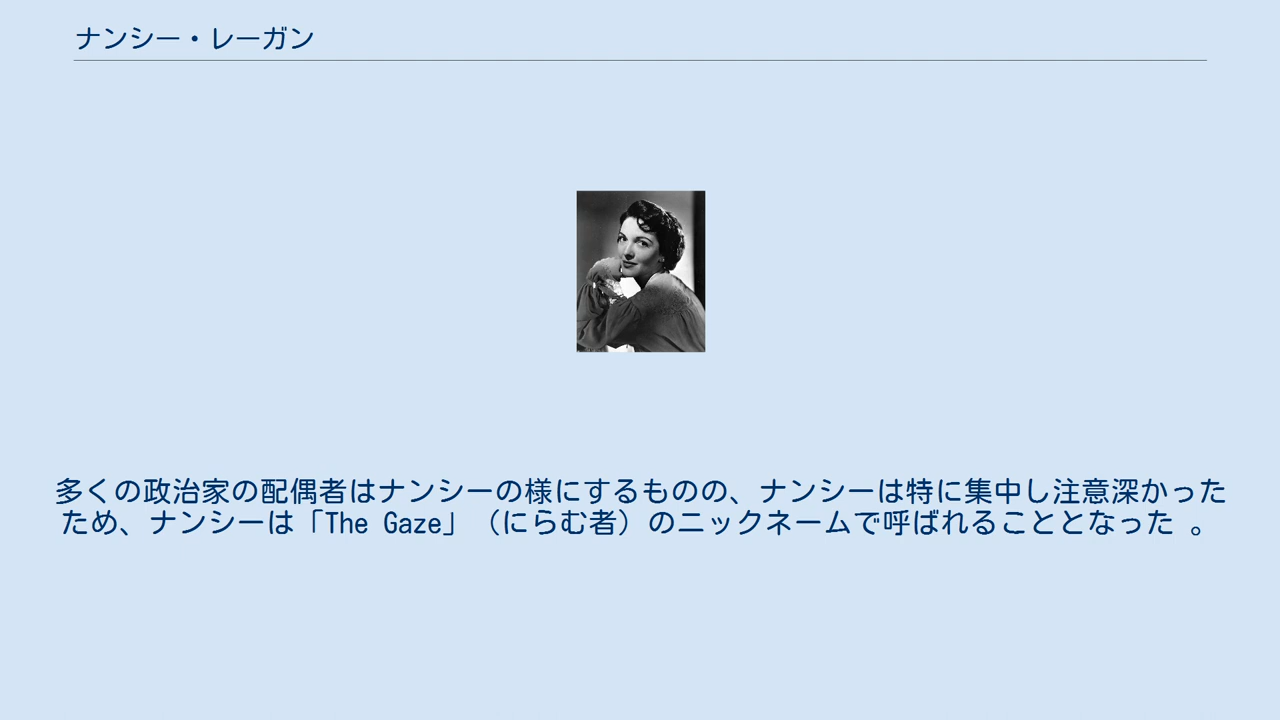 ナンシー・レーガン
多くの政治家の配偶者はナンシーの様にするものの、ナンシーは特に集中し注意深かった
ため、ナンシーは「The Gaze」（にらむ者）のニックネームで呼ばれることとなった 。